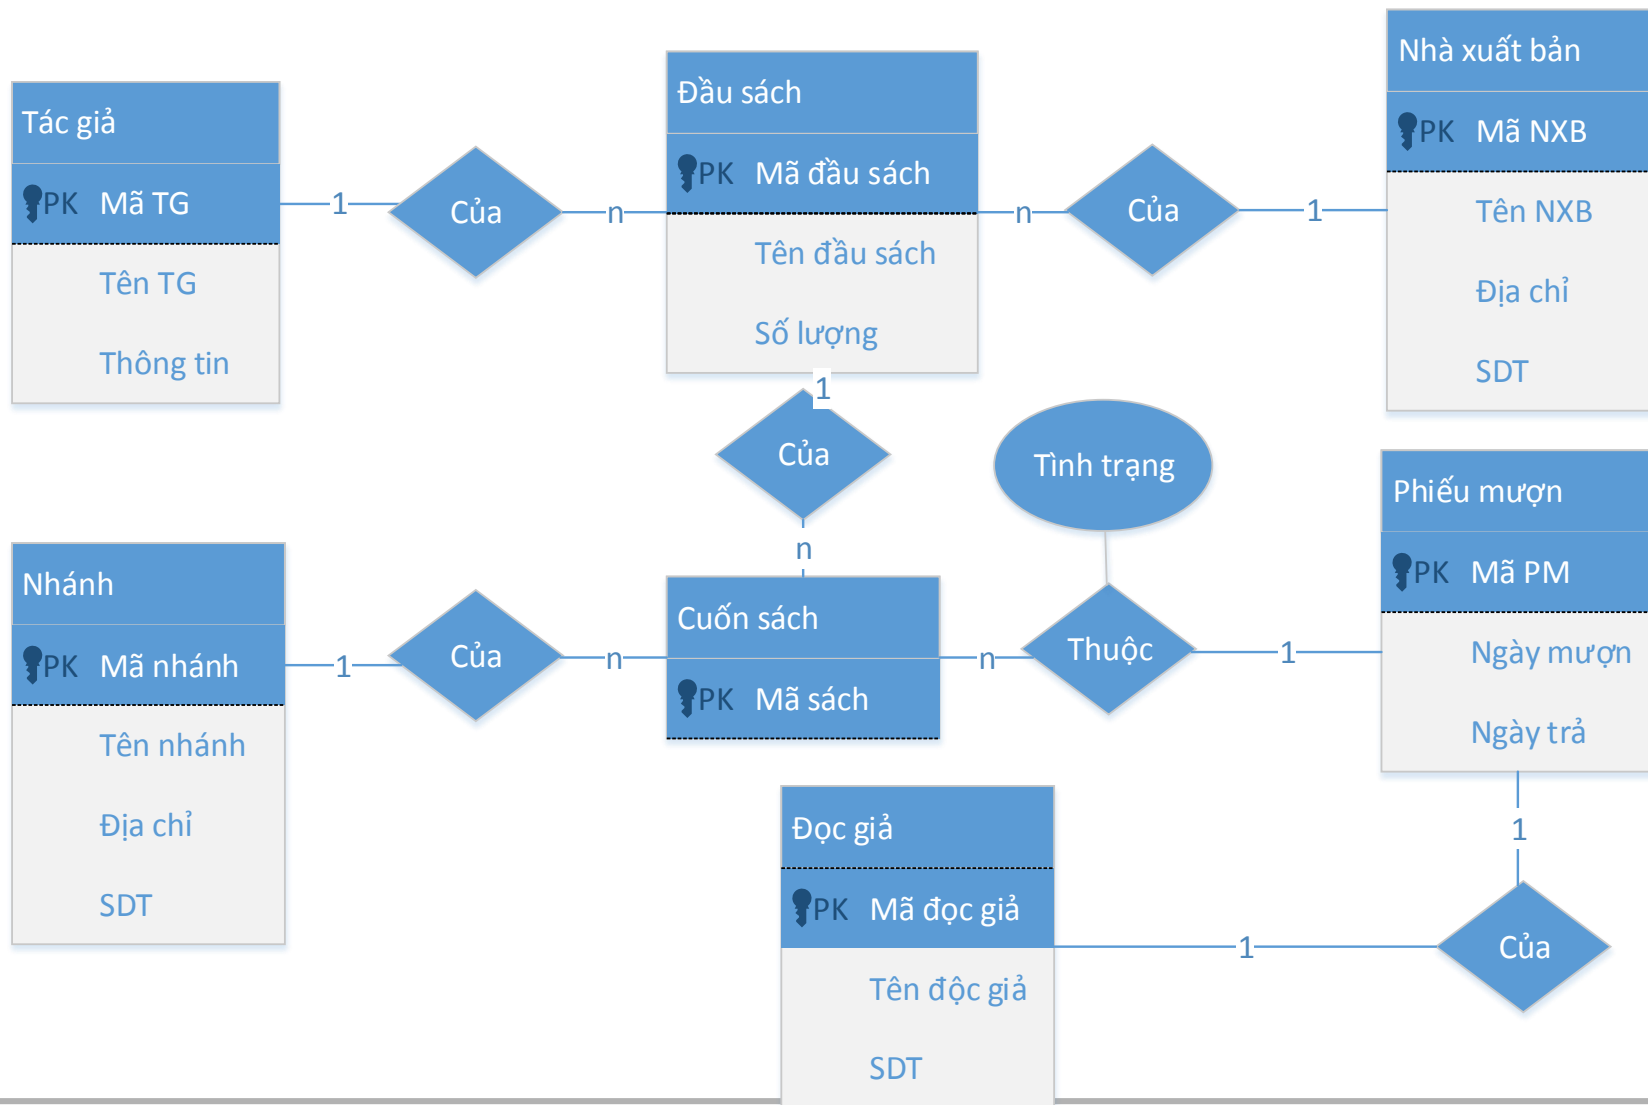 Tác giả
PK Mã TG
Tên TG
Thông tin
1
Của
n
Đầu sách
PK Mã đầu sách
Tên đầu sách
Số lượng
n
Của
1
Nhà xuất bản
PK Mã NXB
Tên NXB
Địa chỉ
SDT
1
Của
n
Tình trạng
Nhánh
PK Mã nhánh
Tên nhánh
Địa chỉ
SDT
1
Của
n
Cuốn sách
PK Mã sách
n
Thuộc
1
Phiếu mượn
PK Mã PM
Ngày mượn
Ngày trả
1
Của
1
Đọc giả
PK Mã đọc giả
Tên độc giả
SDT